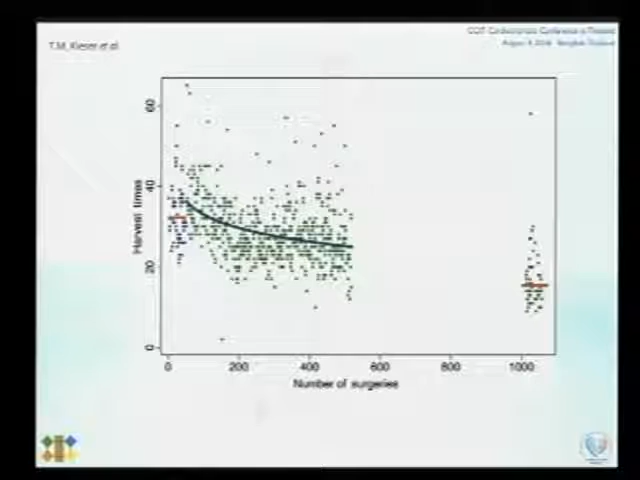 T.M. Kieser et al.
60
40
20
0
Harvest times
0 200 400 600 800 1000
Number of surgeries